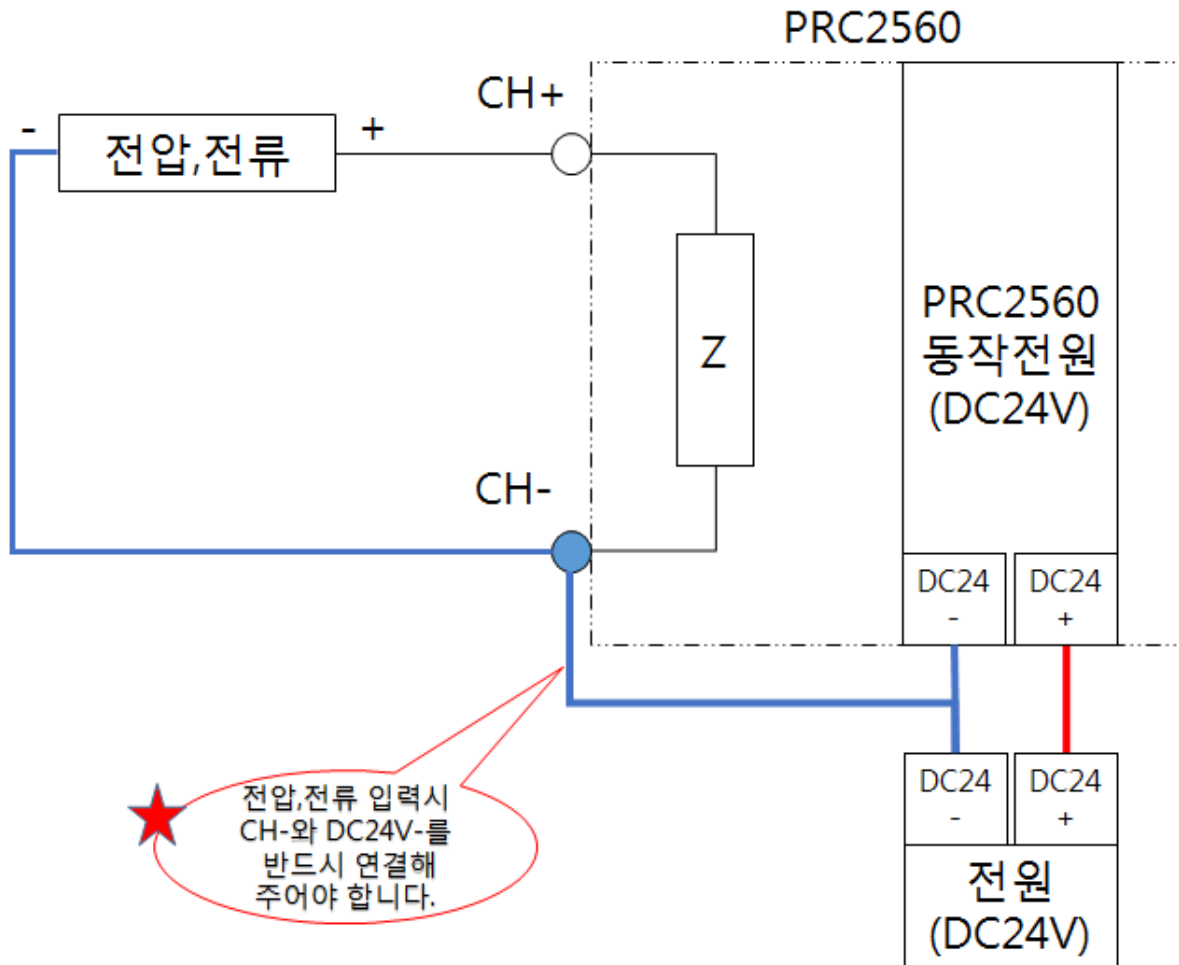 PRC2560
CH+
-
전압,전류
+
Z
PRC2560
동작전원
(DC24V)
CH-
DC24
-
DC24
+
전압,전류 입력시
CH-와 DC24V-를
반드시 연결해
주어야 합니다.
DC24
-
DC24
+
전원
(DC24V)